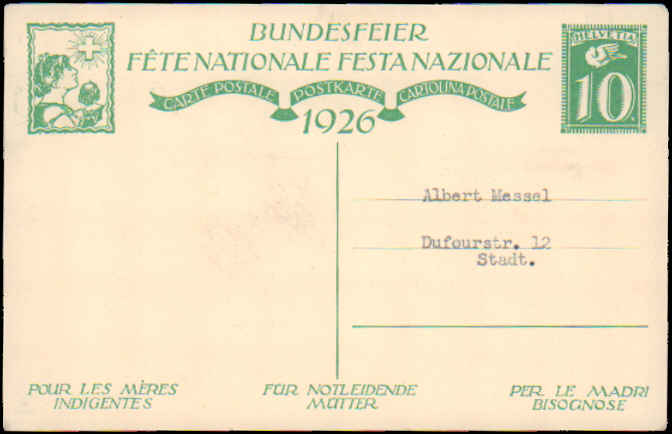 BUNDESFEIER
FÊTE NATIONALE FESTA NAZIONALE
CARTE POSTALE POSTKARTE CARTOLINA POSTALE
1926
HELVETIA
10
Albert Messel
Dufourstr. 12
Stadt.
POUR LES MÈRES
INDIGENTES
FÜR NOTLEIDENDE
MÜTTER
PER LE MADRI
BISOGNOSE